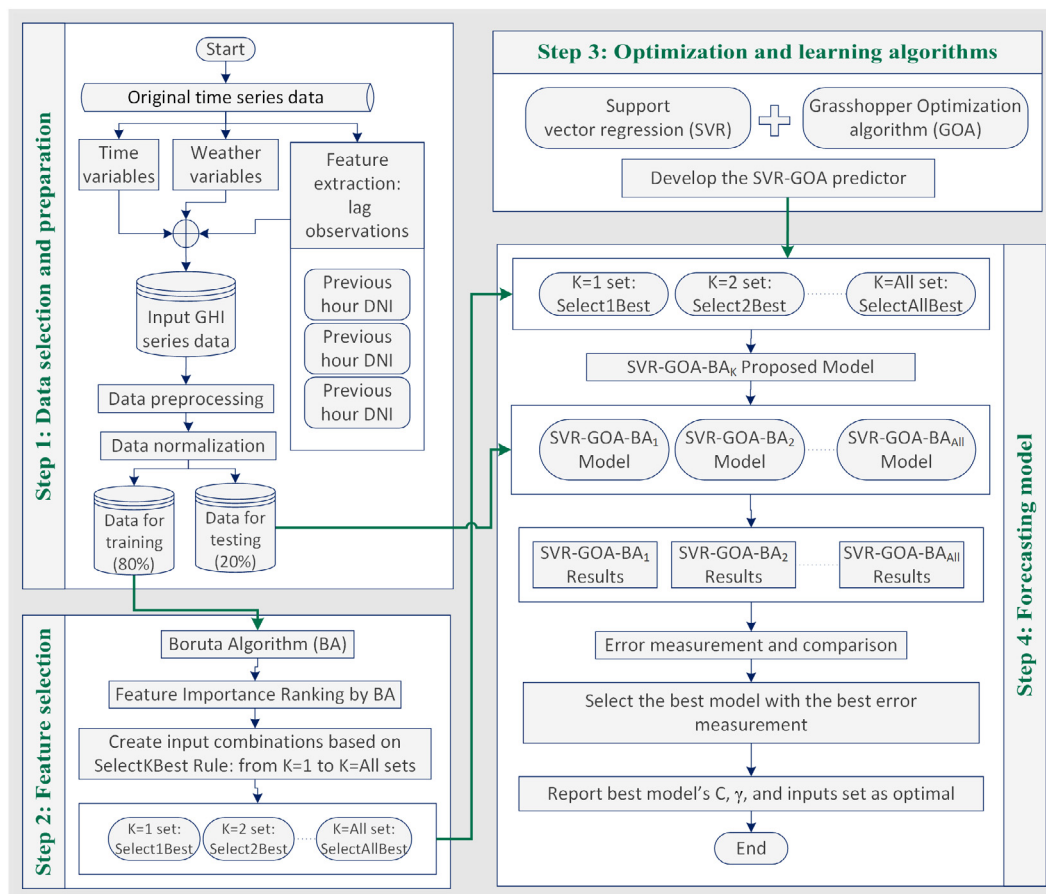 Step 1: Data selection and preparation
Start
Original time series data
Time
variables
Weather
variables
Feature
extraction:
lag
observations
Previous
hour DNI
Previous
hour DNI
Previous
hour DNI
Input GHI
series data
Data preprocessing
Data normalization
Data for
training
(80%)
Data for
testing
(20%)
Step 2: Feature selection
Boruta Algorithm (BA)
Feature Importance Ranking by BA
Create input combinations based on
SelectKBest Rule: from K=1 to K=All sets
K=1 set:
Select1Best
K=2 set:
Select2Best
K=All set:
SelectAllBest
Step 3: Optimization and learning algorithms
Support
vector regression (SVR)
Grasshopper Optimization
algorithm (GOA)
Develop the SVR-GOA predictor
Step 4: Forecasting model
K=1 set:
Select1Best
K=2 set:
Select2Best
K=All set:
SelectAllBest
SVR-GOA-BAK Proposed Model
SVR-GOA-BA1
Model
SVR-GOA-BA2
Model
SVR-GOA-BAAll
Model
SVR-GOA-BA1
Results
SVR-GOA-BA2
Results
SVR-GOA-BAAll
Results
Error measurement and comparison
Select the best model with the best error
measurement
Report best model's C, γ, and inputs set as optimal
End